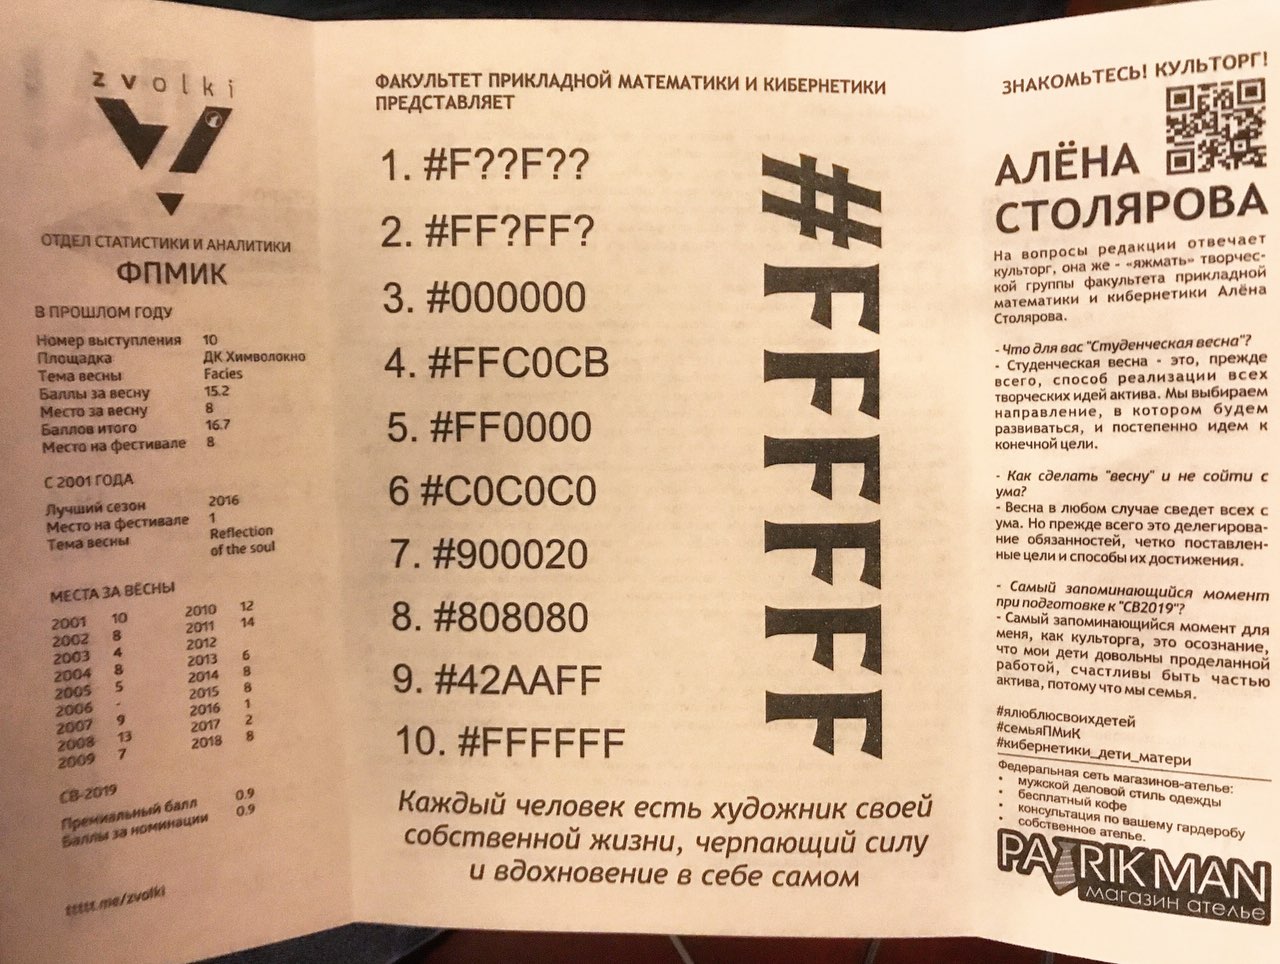 zvolki
ОТДЕЛ СТАТИСТИКИ И АНАЛИТИКИ
ФПМИК
В ПРОШЛОМ ГОДУ
Номер выступления 10
Площадка ДК Химволокно
Тема весны Facies
Баллы за весну 15.2
Место за весну 8
Баллов итого 16.7
Место на фестивале 8
С 2001 ГОДА
Лучший сезон 2016
Место на фестивале 1
Тема весны Reflection
of the soul
МЕСТА ЗА ВЁСНЫ
2001 10
2002 8
2003 4
2004 8
2005 5
2006 -
2007 9
2008 13
2009 7
2010 12
2011 14
2012
2013 6
2014 8
2015 8
2016 1
2017 2
2018 8
СВ-2019
Премиальный балл 0.9
Баллы за номинации 0.9
tttttt.me/zvolki
ФАКУЛЬТЕТ ПРИКЛАДНОЙ МАТЕМАТИКИ И КИБЕРНЕТИКИ
ПРЕДСТАВЛЯЕТ
1. #F??F??
2. #FF?FF?
3. #000000
4. #FFC0CB
5. #FF0000
6 #C0C0C0
7. #900020
8. #808080
9. #42AAFF
10. #FFFFFF
#FFFFFF
Каждый человек есть художник своей
собственной жизни, черпающий силу
и вдохновение в себе самом
ЗНАКОМЬТЕСЬ! КУЛЬТОРГ!
АЛЁНА
СТОЛЯРОВА
На вопросы редакции отвечает
культорг, она же - «яжмать» творчес-
кой группы факультета прикладной
математики и кибернетики Алёна
Столярова.
- Что для вас "Студенческая весна"?
- Студенческая весна - это, прежде
всего, способ реализации всех
творческих идей актива. Мы выбираем
направление, в котором будем
развиваться, и постепенно идем к
конечной цели.
- Как сделать "весну" и не сойти с
ума?
- Весна в любом случае сведет всех с
ума. Но прежде всего это делегирова-
ние обязанностей, четко поставлен-
ные цели и способы их достижения.
- Самый запоминающийся момент
при подготовке к "СВ2019"?
- Самый запоминающийся момент для
меня, как культорга, это осознание,
что мои дети довольны проделанной
работой, счастливы быть частью
актива, потому что мы семья.
#ялюблюсвоихдетей
#семьяПМиК
#кибернетики_дети_матери
Федеральная сеть магазинов-ателье:
• мужской деловой стиль одежды
• бесплатный кофе
• консультация по вашему гардеробу
• собственное ателье.
PATRIKMAN
магазин ателье